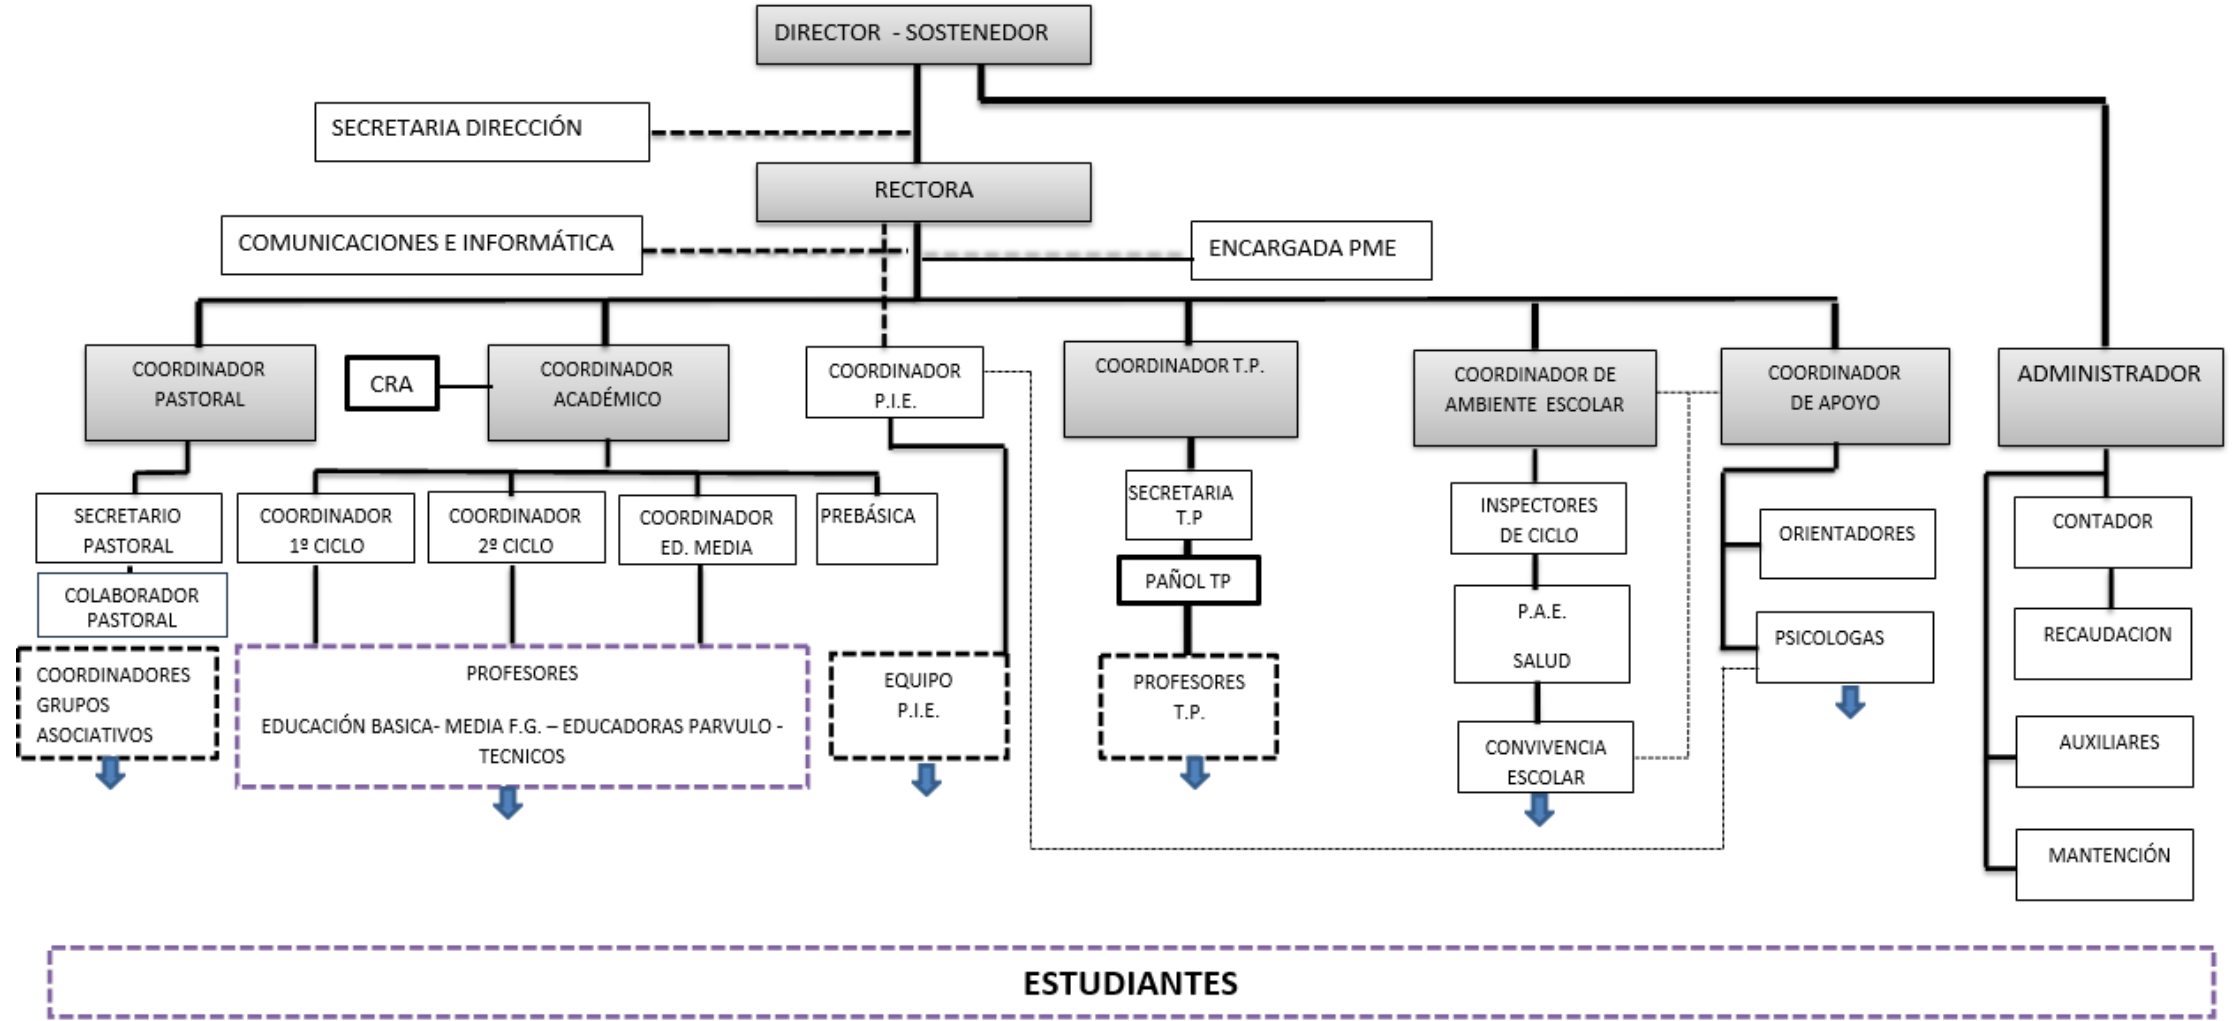 DIRECTOR - SOSTENEDOR
SECRETARIA DIRECCIÓN
RECTORA
COMUNICACIONES E INFORMÁTICA
ENCARGADA PME
COORDINADOR
PASTORAL
CRA
COORDINADOR
ACADÉMICO
COORDINADOR
P.I.E.
COORDINADOR T.P.
COORDINADOR DE
AMBIENTE ESCOLAR
COORDINADOR
DE APOYO
ADMINISTRADOR
SECRETARIO
PASTORAL
COORDINADOR
1º CICLO
COORDINADOR
2º CICLO
COORDINADOR
ED. MEDIA
PREBÁSICA
SECRETARIA
T.P
INSPECTORES
DE CICLO
ORIENTADORES
CONTADOR
COLABORADOR
PASTORAL
PAÑOL TP
P.A.E.
SALUD
PSICOLOGAS
RECAUDACION
COORDINADORES
GRUPOS
ASOCIATIVOS
PROFESORES
EDUCACIÓN BASICA- MEDIA F.G. – EDUCADORAS PARVULO -
TECNICOS
EQUIPO
P.I.E.
PROFESORES
T.P.
CONVIVENCIA
ESCOLAR
AUXILIARES
MANTENCIÓN
ESTUDIANTES